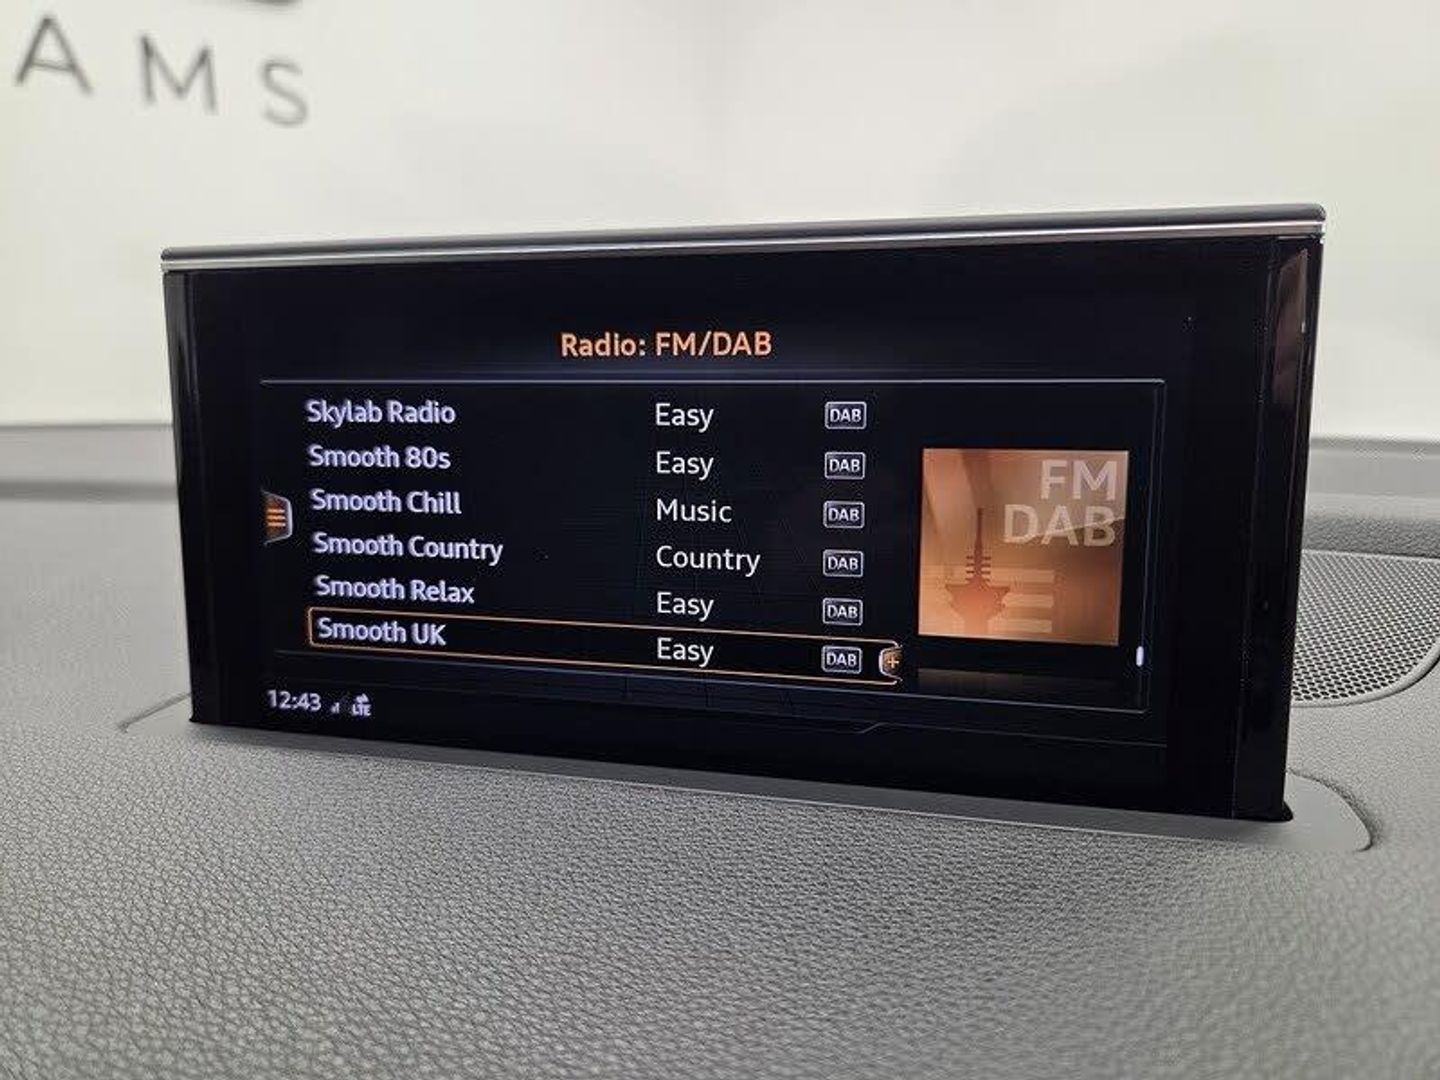 AMS
Radio: FM/DAB
Skylab Radio Easy DAB
Smooth 80s Easy DAB
Smooth Chill Music DAB
Smooth Country Country DAB
Smooth Relax Easy DAB
Smooth UK Easy DAB
FM
DAB
12:43 LTE